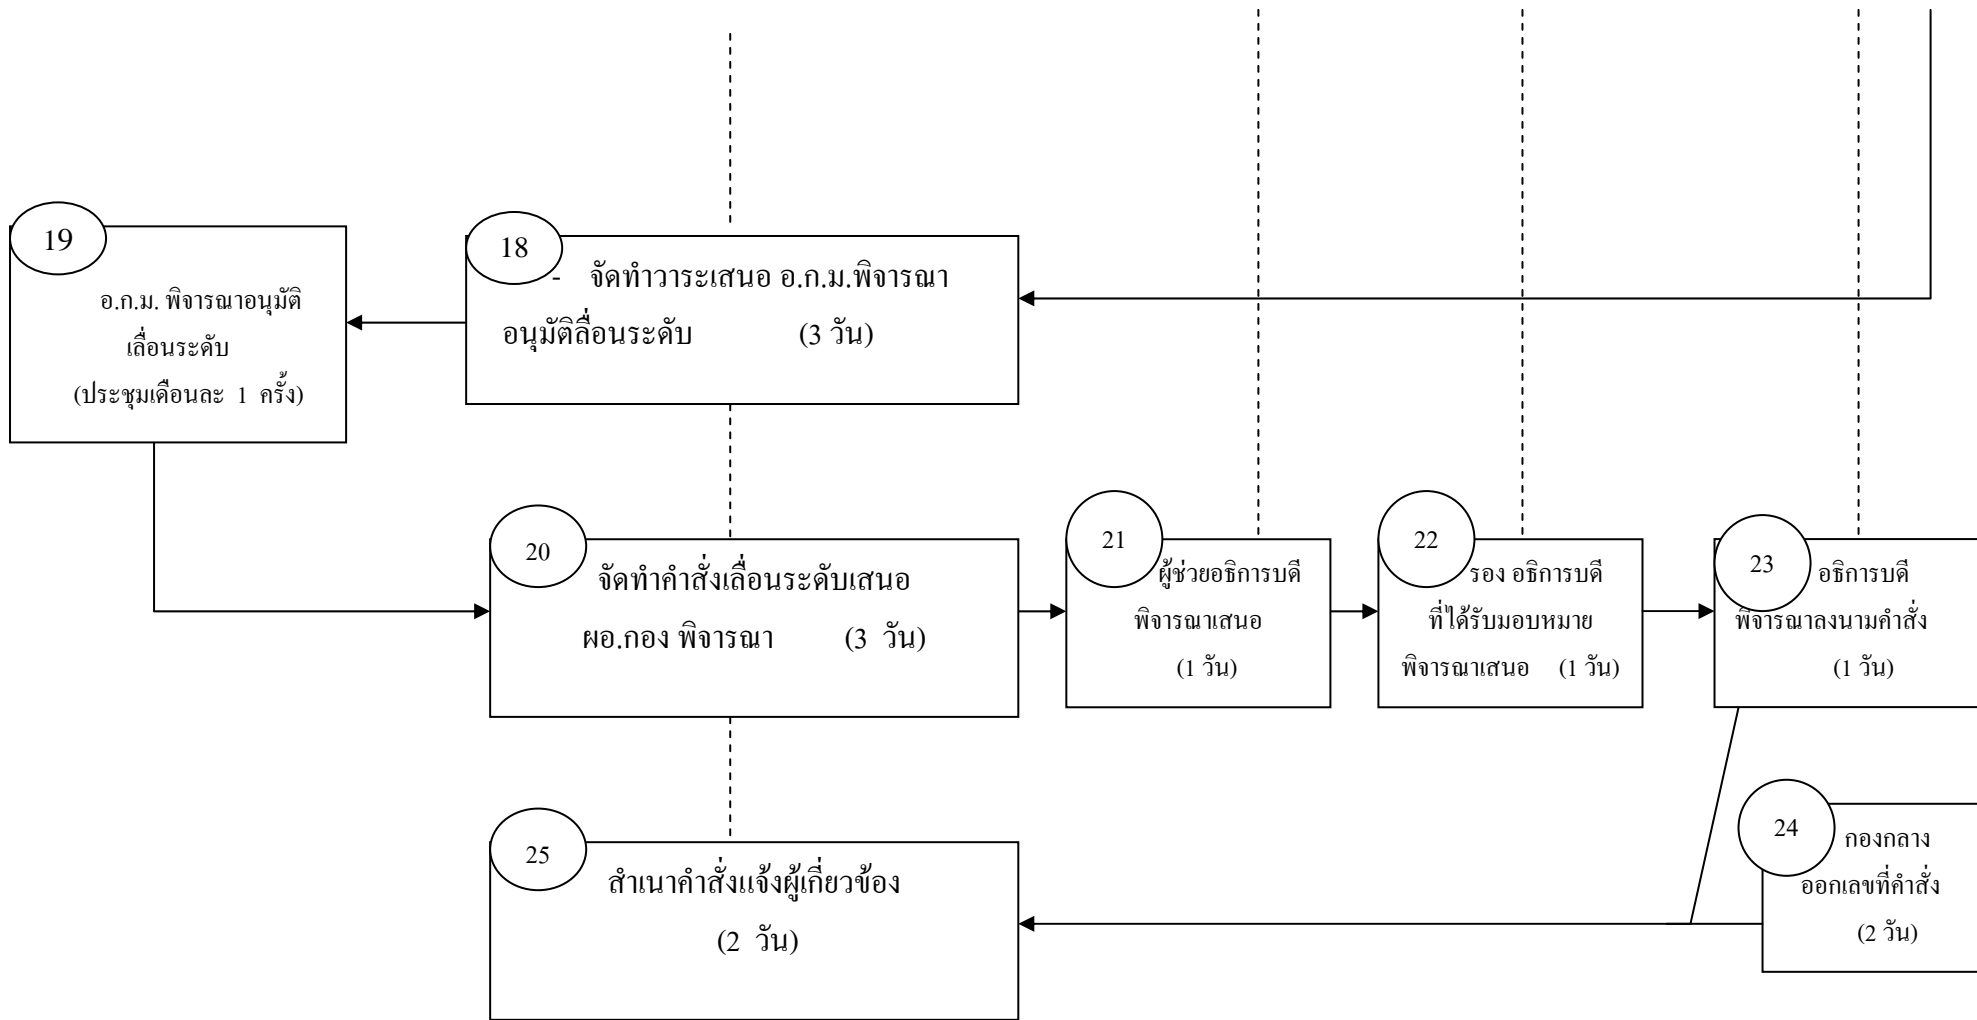 19
อ.ก.ม. พิจารณาอนุมัติ
เลื่อนระดับ
(ประชุมเดือนละ 1 ครั้ง)
18
- จัดทำวาระเสนอ อ.ก.ม.พิจารณา
อนุมัติลื่อนระดับ (3 วัน)
20
จัดทำคำสั่งเลื่อนระดับเสนอ
ผอ.กอง พิจารณา (3 วัน)
21
ผู้ช่วยอธิการบดี
พิจารณาเสนอ
(1 วัน)
22
รอง อธิการบดี
ที่ได้รับมอบหมาย
พิจารณาเสนอ (1 วัน)
23
อธิการบดี
พิจารณาลงนามคำสั่ง
(1 วัน)
24
กองกลาง
ออกเลขที่คำสั่ง
(2 วัน)
25
สำเนาคำสั่งแจ้งผู้เกี่ยวข้อง
(2 วัน)